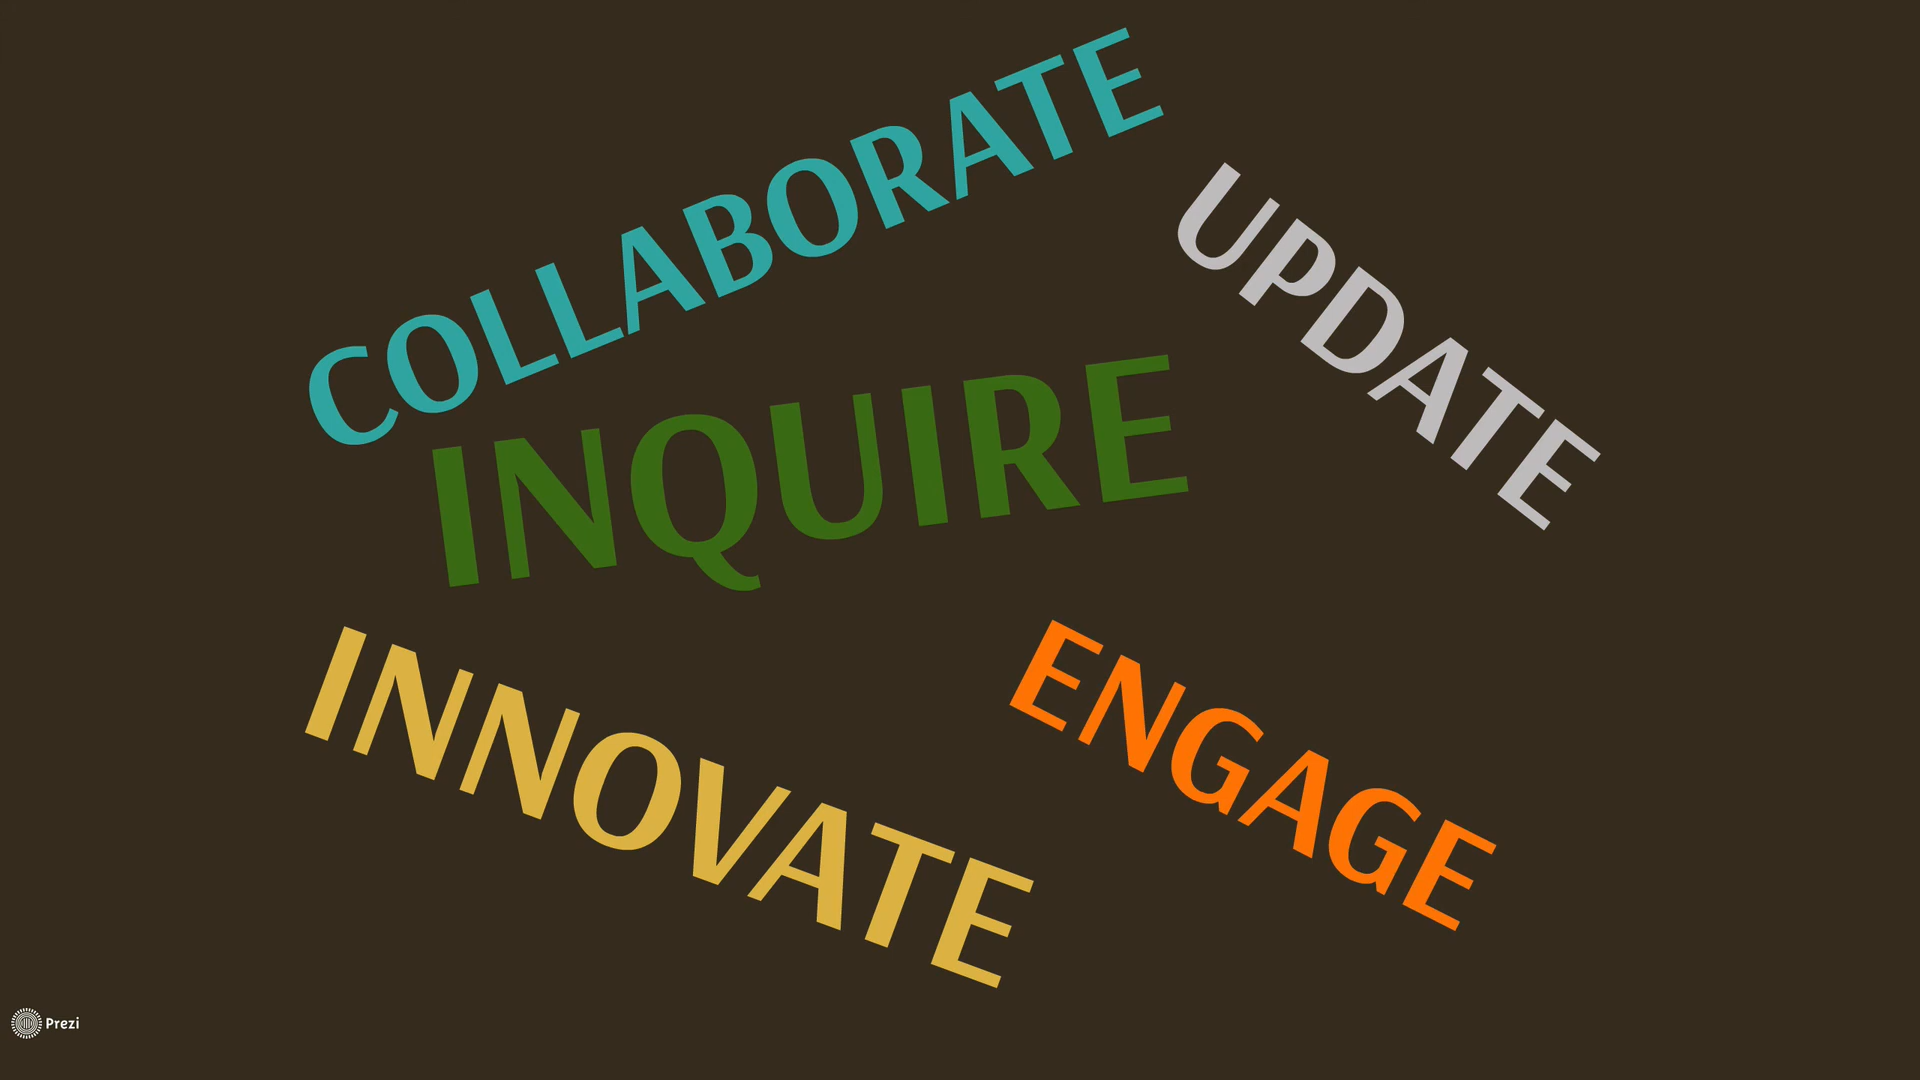 COLLABORATE
UPDATE
INQUIRE
INNOVATE
ENGAGE
Prezi